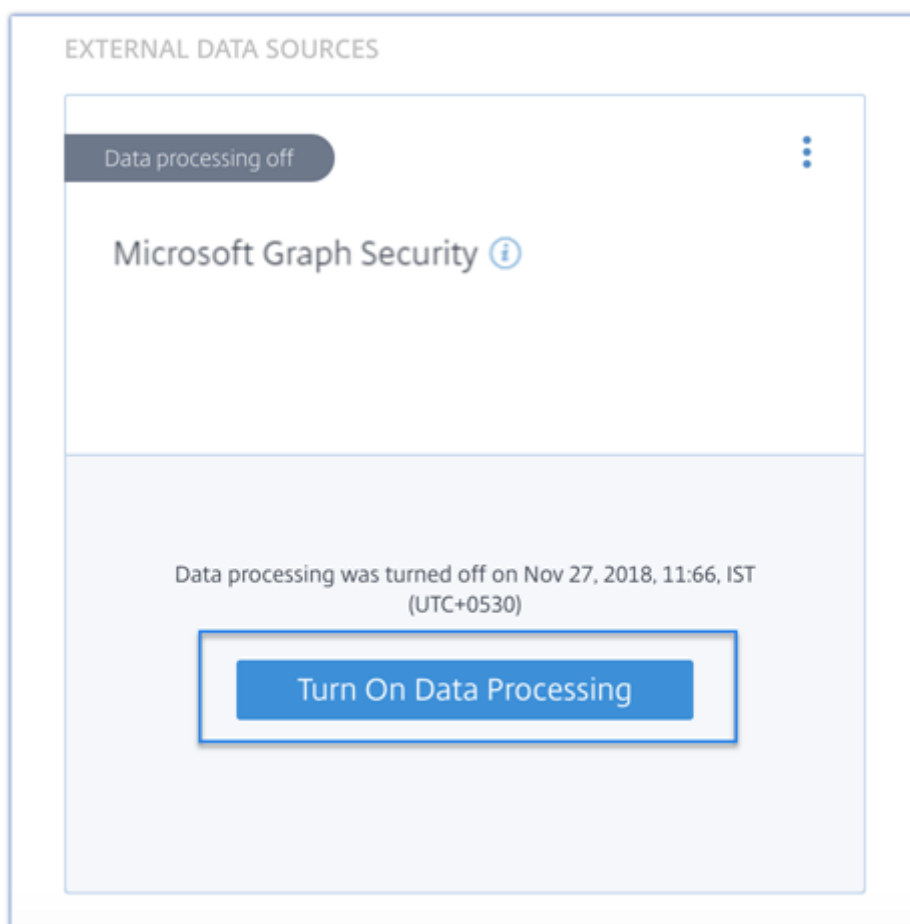 EXTERNAL DATA SOURCES
Data processing off
Microsoft Graph Security i
Data processing was turned off on Nov 27, 2018, 11:66, IST
(UTC+0530)
Turn On Data Processing